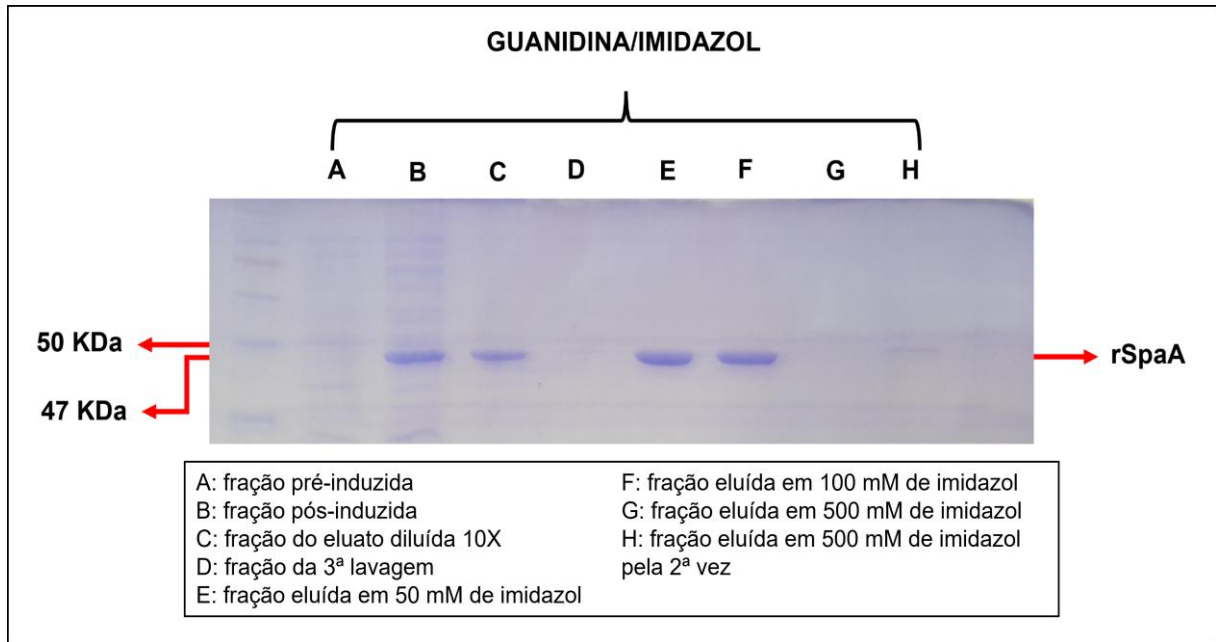 GUANIDINA/IMIDAZOL
A B C D E F G H
50 KDa
47 KDa
rSpaA
A: fração pré-induzida
B: fração pós-induzida
C: fração do eluato diluída 10X
D: fração da 3ª lavagem
E: fração eluída em 50 mM de imidazol
F: fração eluída em 100 mM de imidazol
G: fração eluída em 500 mM de imidazol
H: fração eluída em 500 mM de imidazol
pela 2ª vez